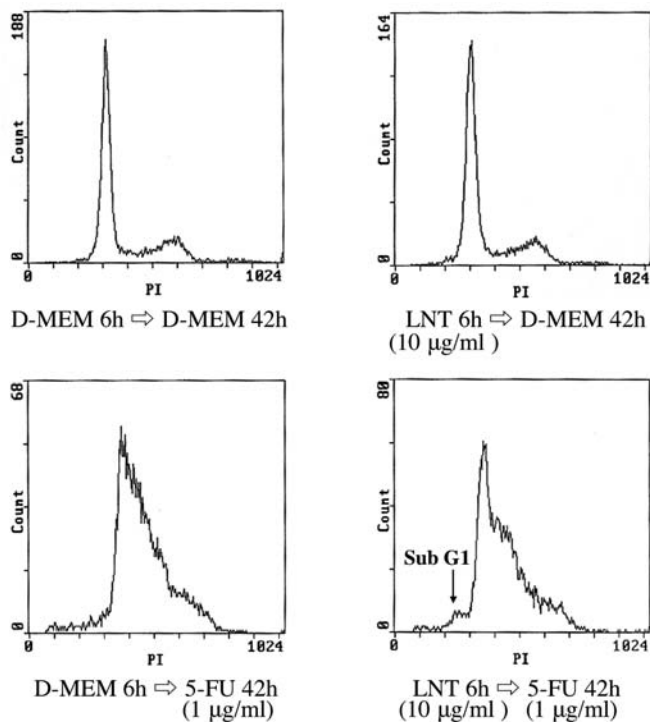 188
Count
0
0
1024
PI
D-MEM 6h ⇨ D-MEM 42h
164
Count
0
0
1024
PI
LNT 6h ⇨ D-MEM 42h
(10 µg/ml )
68
Count
0
0
1024
PI
D-MEM 6h ⇨ 5-FU 42h
(1 µg/ml)
80
Count
Sub G1
0
0
1024
PI
LNT 6h ⇨ 5-FU 42h
(10 µg/ml ) (1 µg/ml)